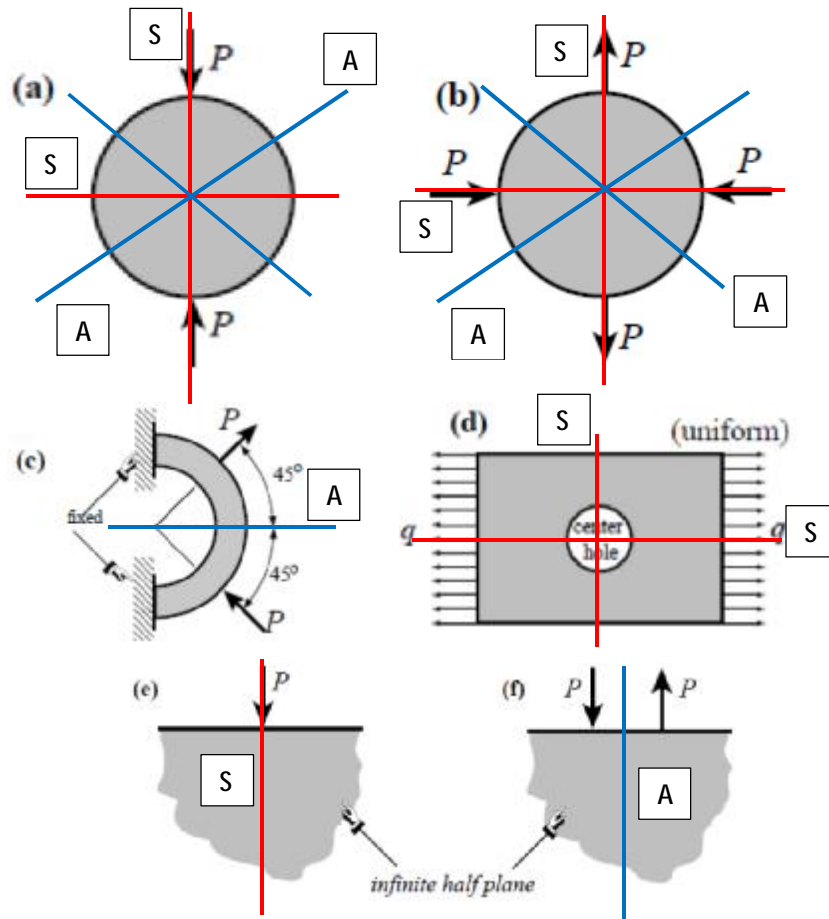 S
P
A
(a)
S
A
P
S
P
(b)
P
P
S
A
A
P
(c)
P
45°
A
fixed
45°
P
S
(d)
(uniform)
q
center
hole
q
S
(e)
P
S
(f)
P
P
A
infinite half plane